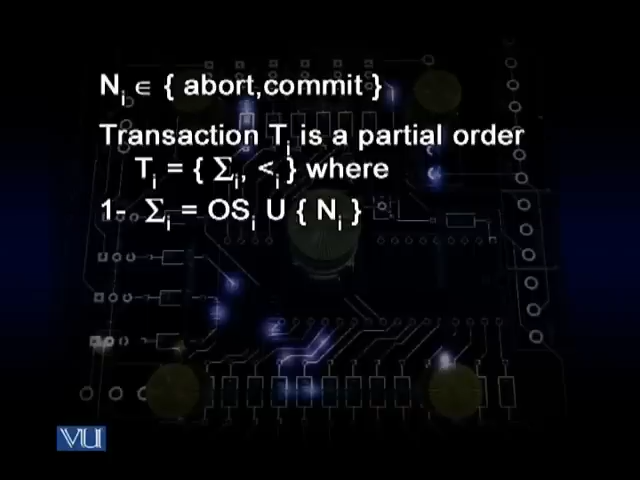 Nᵢ ∈ { abort,commit }
Transaction Tᵢ is a partial order
Tᵢ = { Σᵢ, <ᵢ } where
1- Σᵢ = OSᵢ U { Nᵢ }
VU